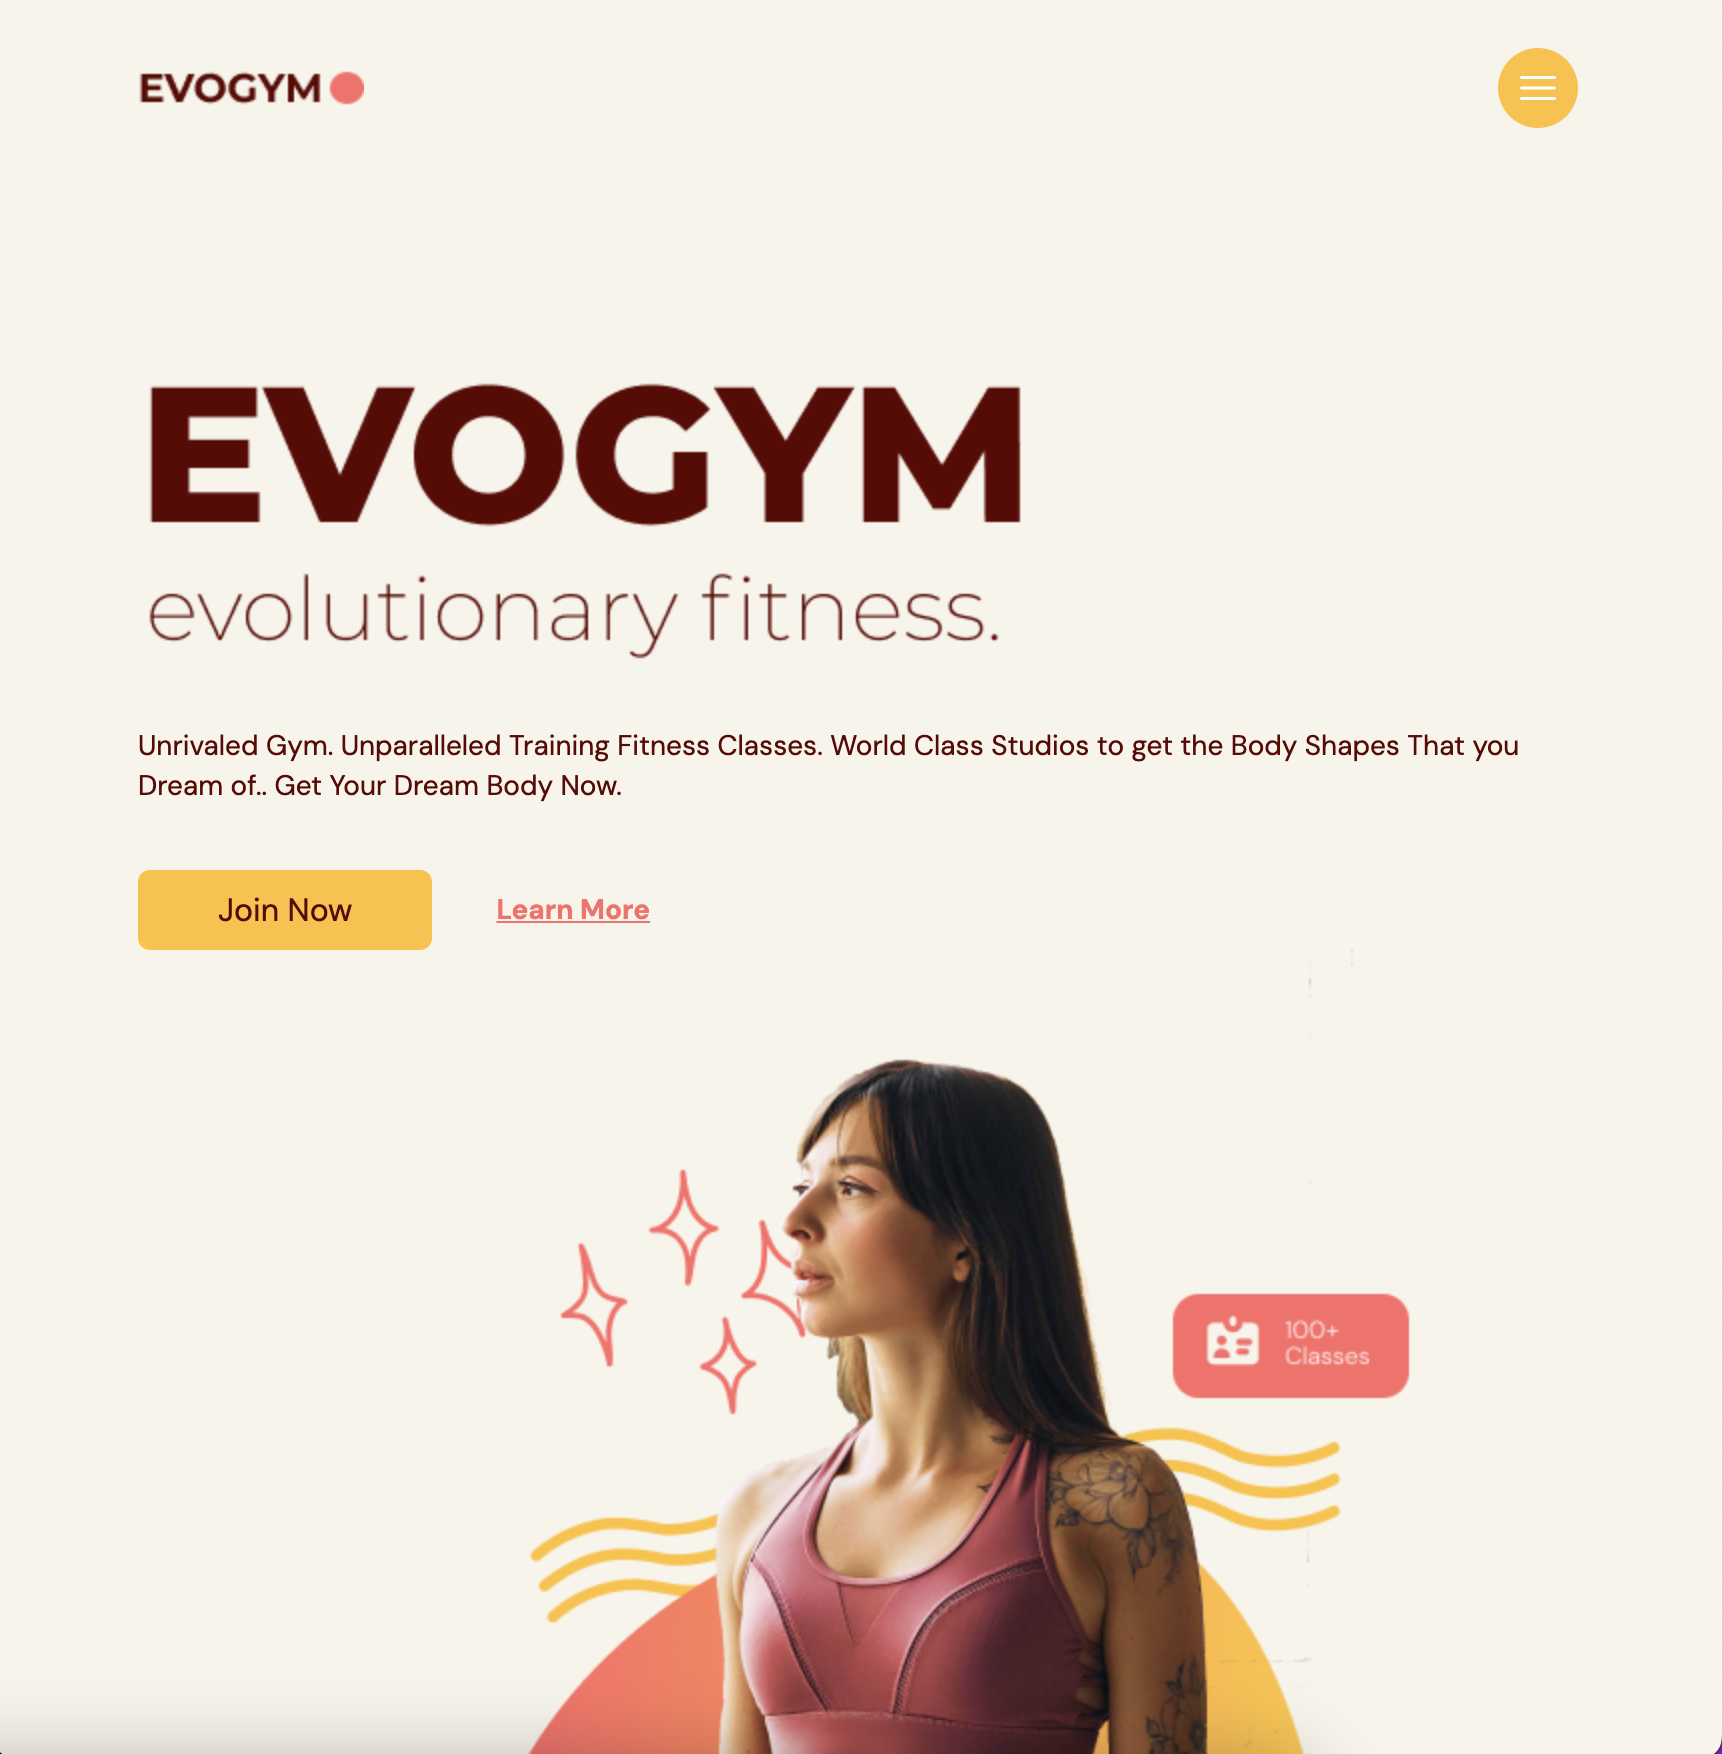 EVOGYM
EVOGYM
evolutionary fitness.
Unrivaled Gym. Unparalleled Training Fitness Classes. World Class Studios to get the Body Shapes That you
Dream of.. Get Your Dream Body Now.
Join Now
Learn More
100+
Classes